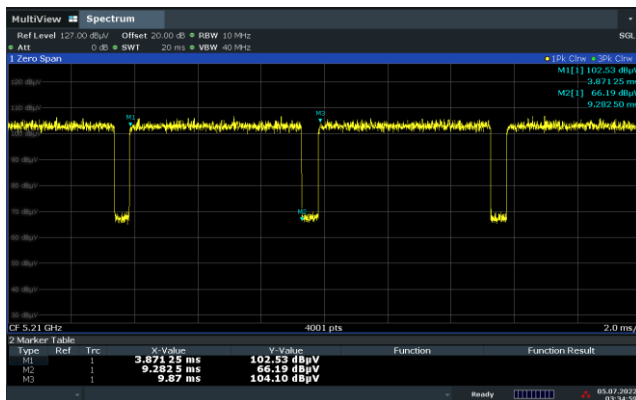 MultiView Spectrum
Ref Level 127.00 dBµV Offset 20.00 dB RBW 10 MHz SGL
Att 0 dB SWT 20 ms VBW 40 MHz
1 Zero Span 1Pk Clrw 3Pk Clrw
M1[1] 102.53 dBµV
3.871 25 ms
M2[1] 66.19 dBµV
9.282 50 ms
120 dBµV
110 dBµV
M1 M3
100 dBµV
90 dBµV
80 dBµV
70 dBµV
M2
60 dBµV
50 dBµV
40 dBµV
CF 5.21 GHz 4001 pts 2.0 ms/
2 Marker Table
Type Ref Trc X-Value Y-Value Function Function Result
M1 1 3.871 25 ms 102.53 dBµV
M2 1 9.282 5 ms 66.19 dBµV
M3 1 9.87 ms 104.10 dBµV
Ready 05.07.2022
03:34:59